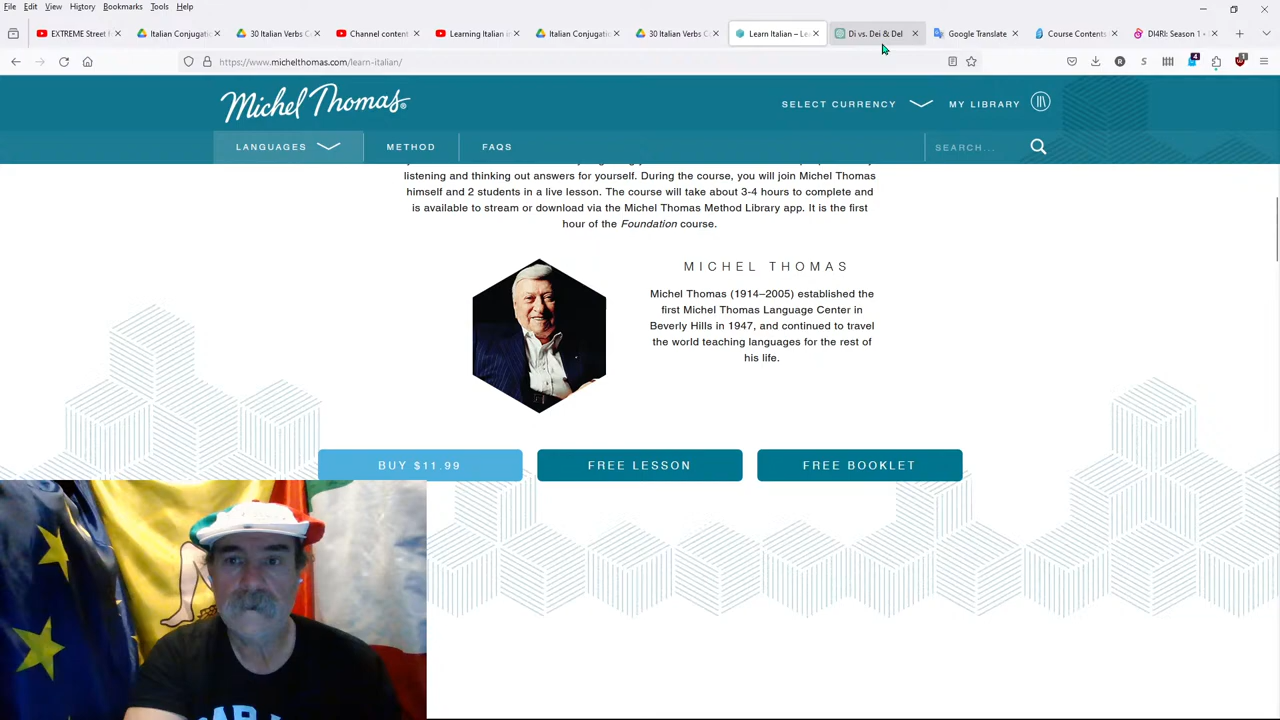 File Edit View History Bookmarks Tools Help
EXTREME Street f
Italian Conjugatic
30 Italian Verbs C
Channel content
Learning Italian i
Italian Conjugatic
30 Italian Verbs C
Learn Italian – Le
Di vs. Dei & Del
Google Translate
Course Contents
DI4RI: Season 1
https://www.michelthomas.com/learn-italian/
Michel Thomas
SELECT CURRENCY
MY LIBRARY
LANGUAGES
METHOD
FAQS
SEARCH...
listening and thinking out answers for yourself. During the course, you will join Michel Thomas
himself and 2 students in a live lesson. The course will take about 3-4 hours to complete and
is available to stream or download via the Michel Thomas Method Library app. It is the first
hour of the Foundation course.
MICHEL THOMAS
Michel Thomas (1914–2005) established the
first Michel Thomas Language Center in
Beverly Hills in 1947, and continued to travel
the world teaching languages for the rest of
his life.
BUY $11.99
FREE LESSON
FREE BOOKLET